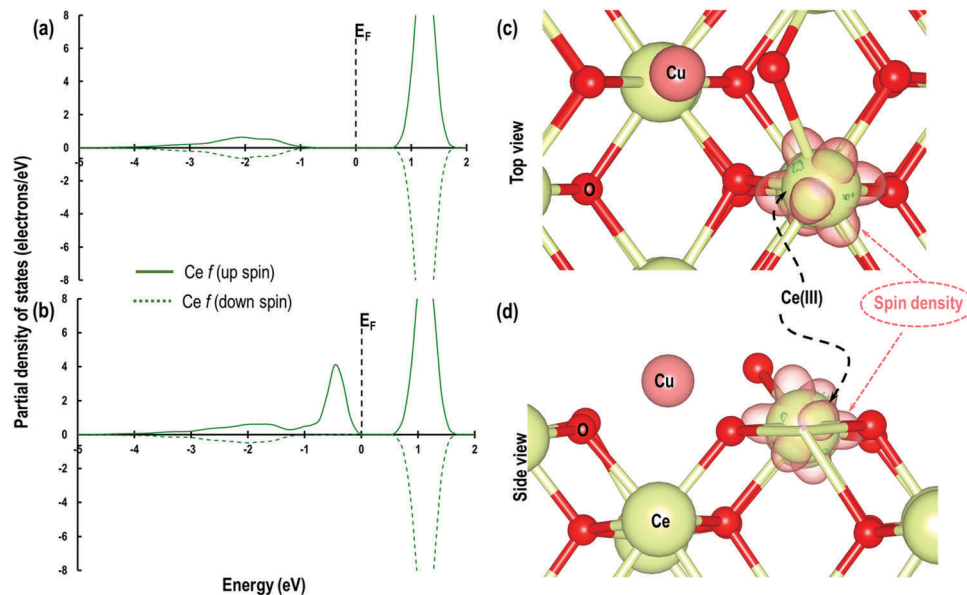 (a)
E_F
8
6
4
2
0
-2
-4
-6
-8
-5 -4 -3 -2 -1 0 1 2
Partial density of states (electrons/eV)
Ce f (up spin)
Ce f (down spin)
(b)
E_F
8
6
4
2
0
-2
-4
-6
-8
-5 -4 -3 -2 -1 0 1 2
Energy (eV)
(c)
Top view
Cu
O
Ce(III)
Spin density
(d)
Side view
Cu
O
Ce